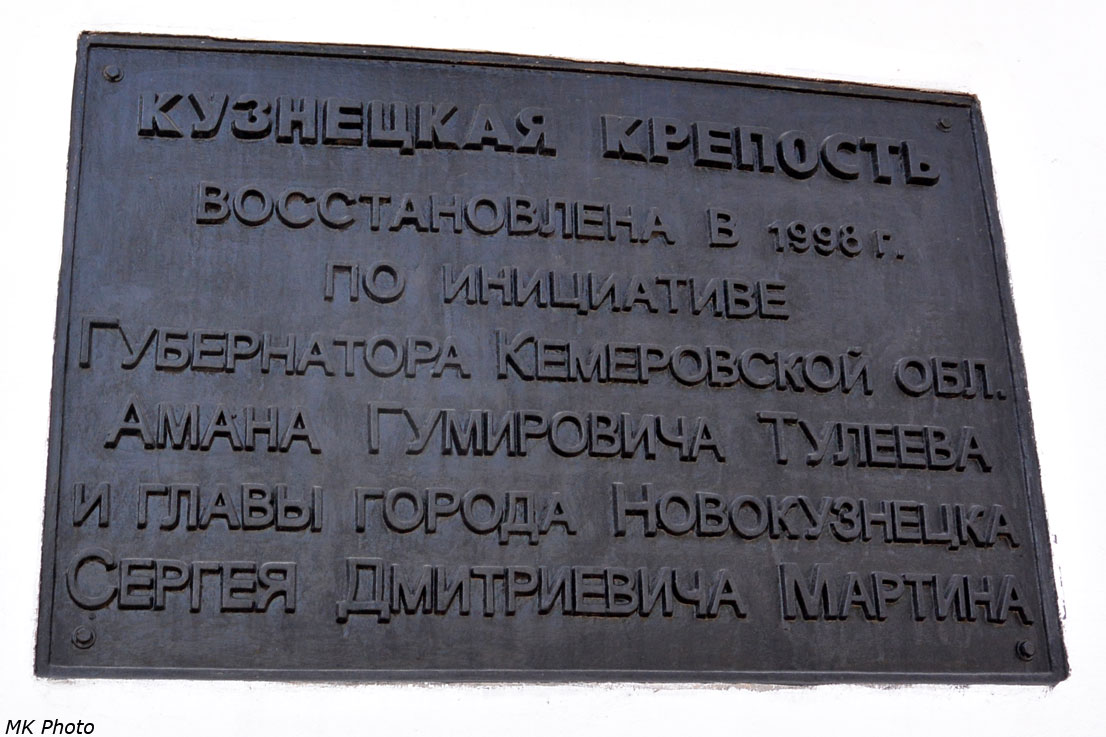 КУЗНЕЦКАЯ КРЕПОСТЬ
ВОССТАНОВЛЕНА В 1998 г.
ПО ИНИЦИАТИВЕ
ГУБЕРНАТОРА КЕМЕРОВСКОЙ ОБЛ.
АМАНА ГУМИРОВИЧА ТУЛЕЕВА
И ГЛАВЫ ГОРОДА НОВОКУЗНЕЦКА
СЕРГЕЯ ДМИТРИЕВИЧА МАРТИНА
MK Photo